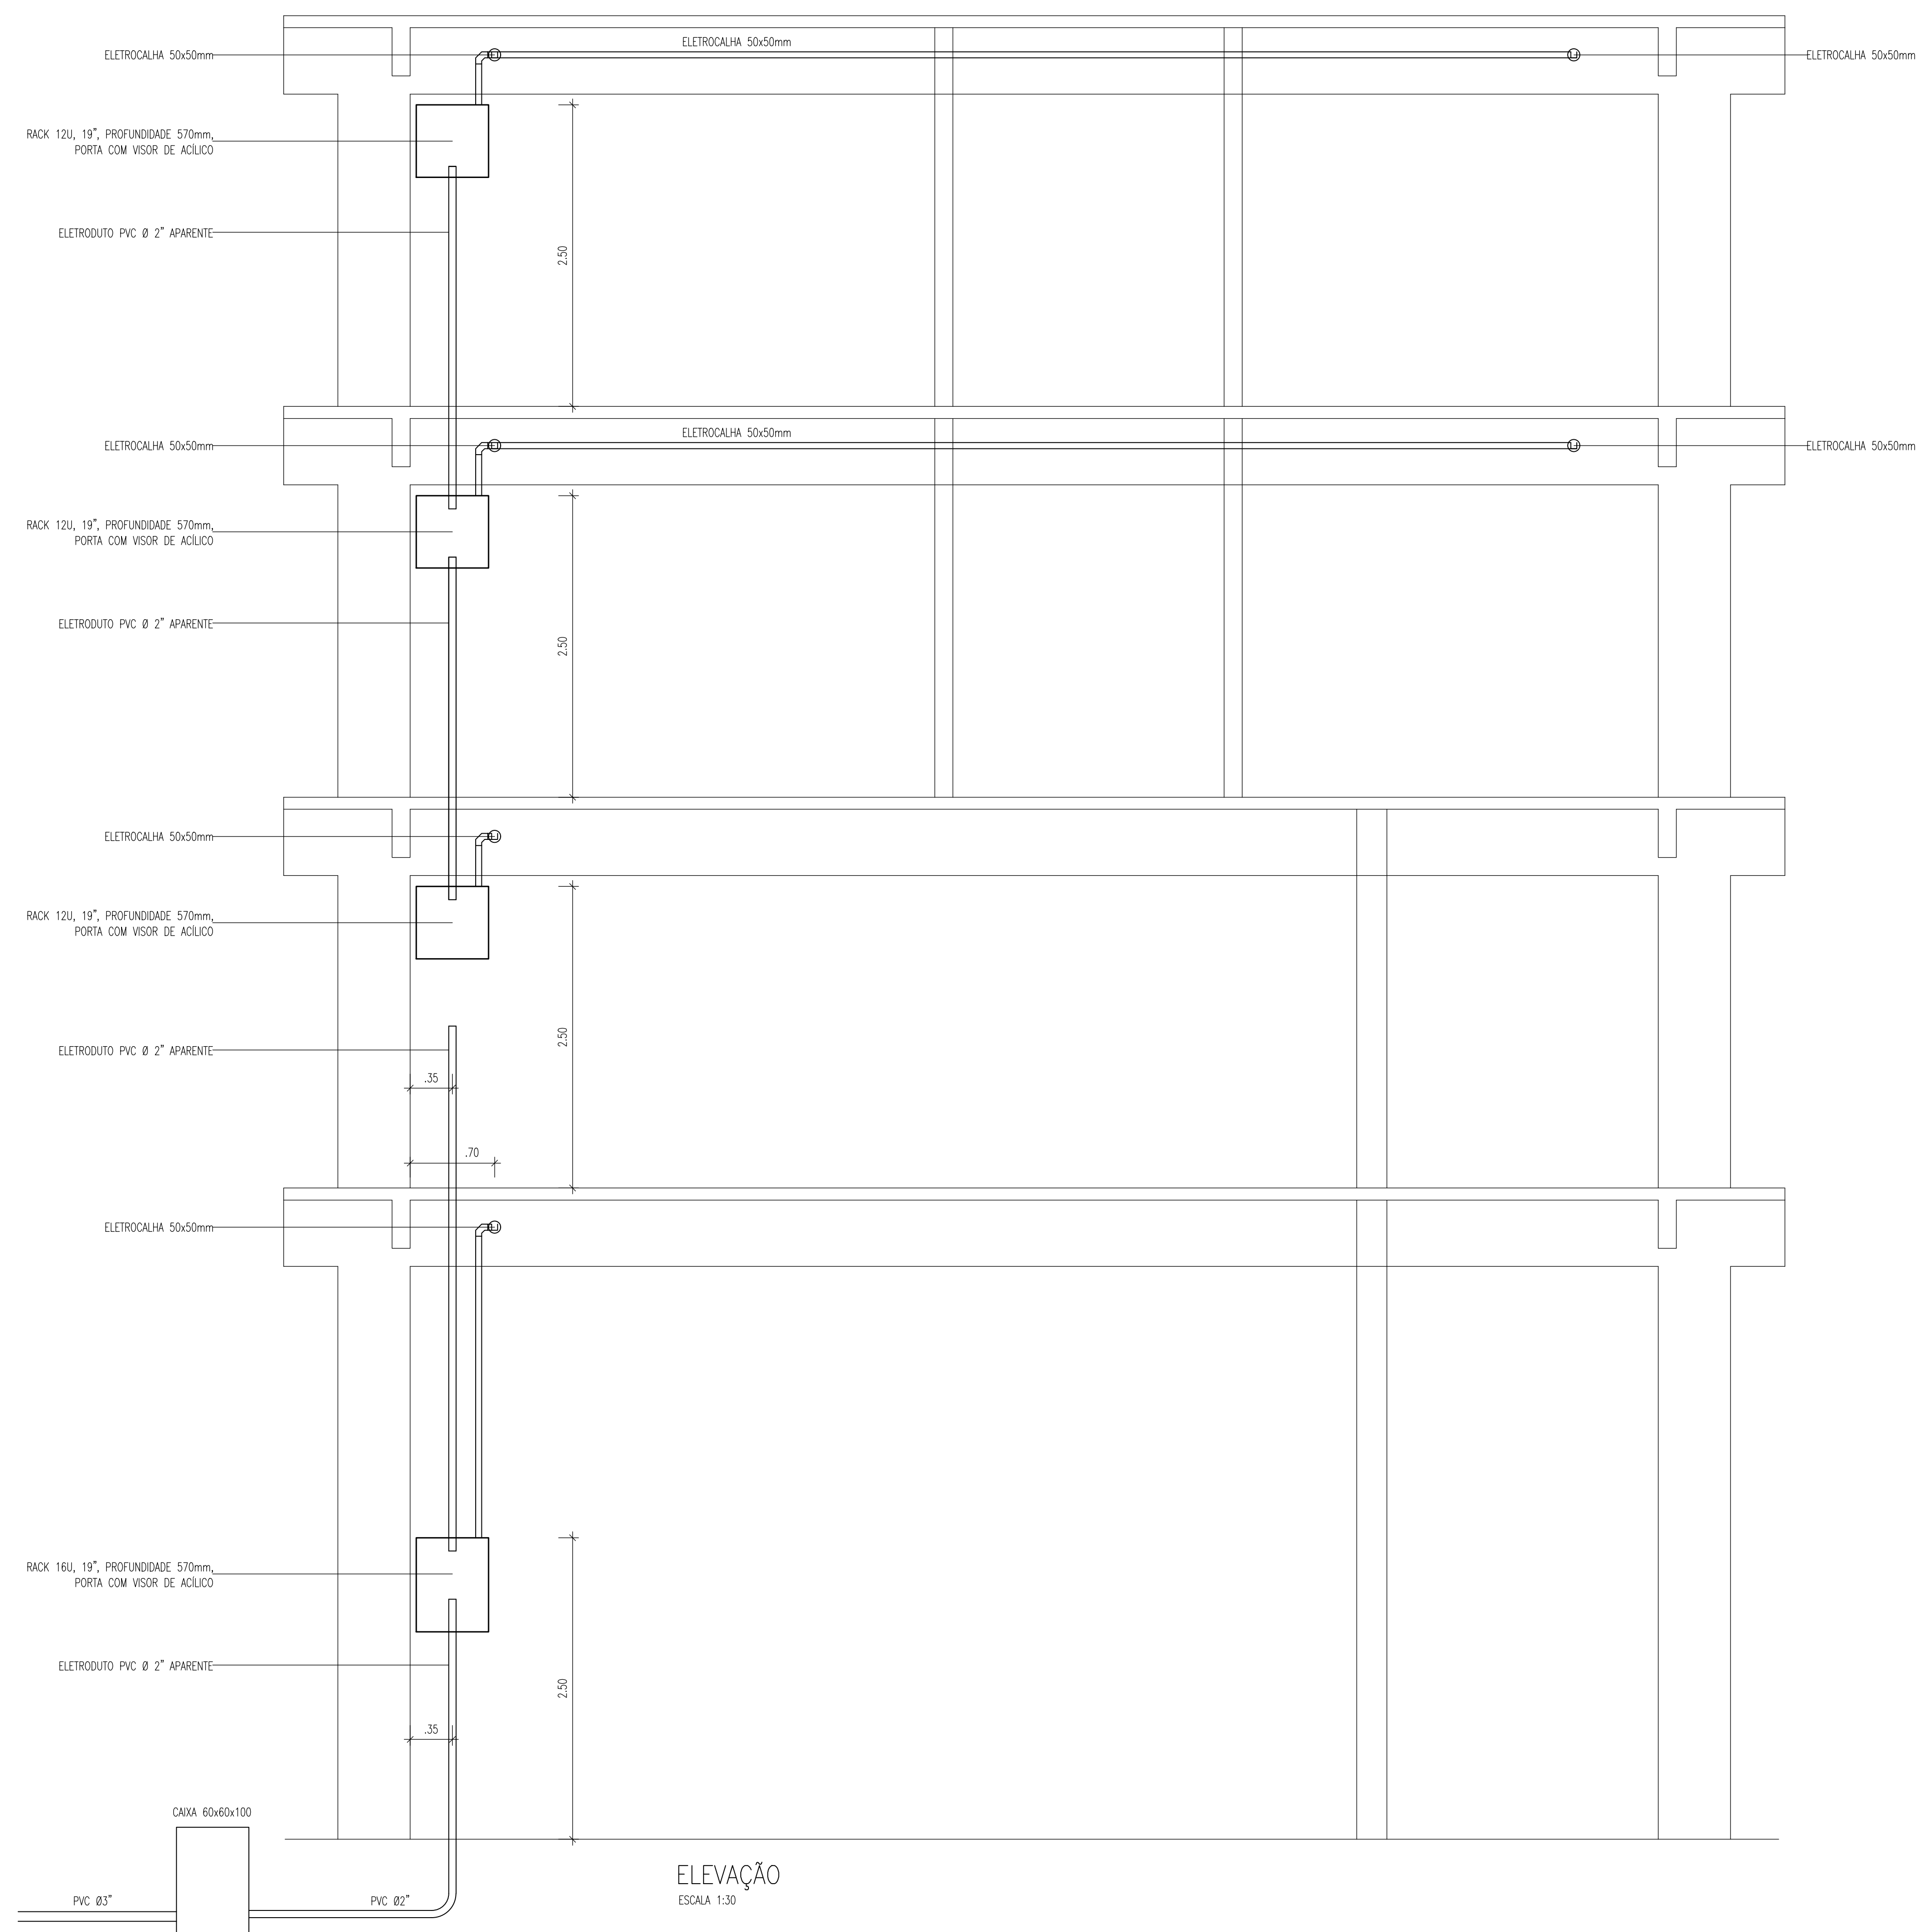 ELETROCALHA 50x50mm
ELETROCALHA 50x50mm
ELETROCALHA 50x50mm
RACK 12U, 19", PROFUNDIDADE 570mm,
PORTA COM VISOR DE ACÍLICO
ELETRODUTO PVC Ø 2" APARENTE
2.50
ELETROCALHA 50x50mm
ELETROCALHA 50x50mm
ELETROCALHA 50x50mm
RACK 12U, 19", PROFUNDIDADE 570mm,
PORTA COM VISOR DE ACÍLICO
ELETRODUTO PVC Ø 2" APARENTE
2.50
ELETROCALHA 50x50mm
RACK 12U, 19", PROFUNDIDADE 570mm,
PORTA COM VISOR DE ACÍLICO
ELETRODUTO PVC Ø 2" APARENTE
2.50
.35
.70
ELETROCALHA 50x50mm
RACK 16U, 19", PROFUNDIDADE 570mm,
PORTA COM VISOR DE ACÍLICO
ELETRODUTO PVC Ø 2" APARENTE
2.50
.35
CAIXA 60x60x100
PVC Ø3"
PVC Ø2"
ELEVAÇÃO
ESCALA 1:30